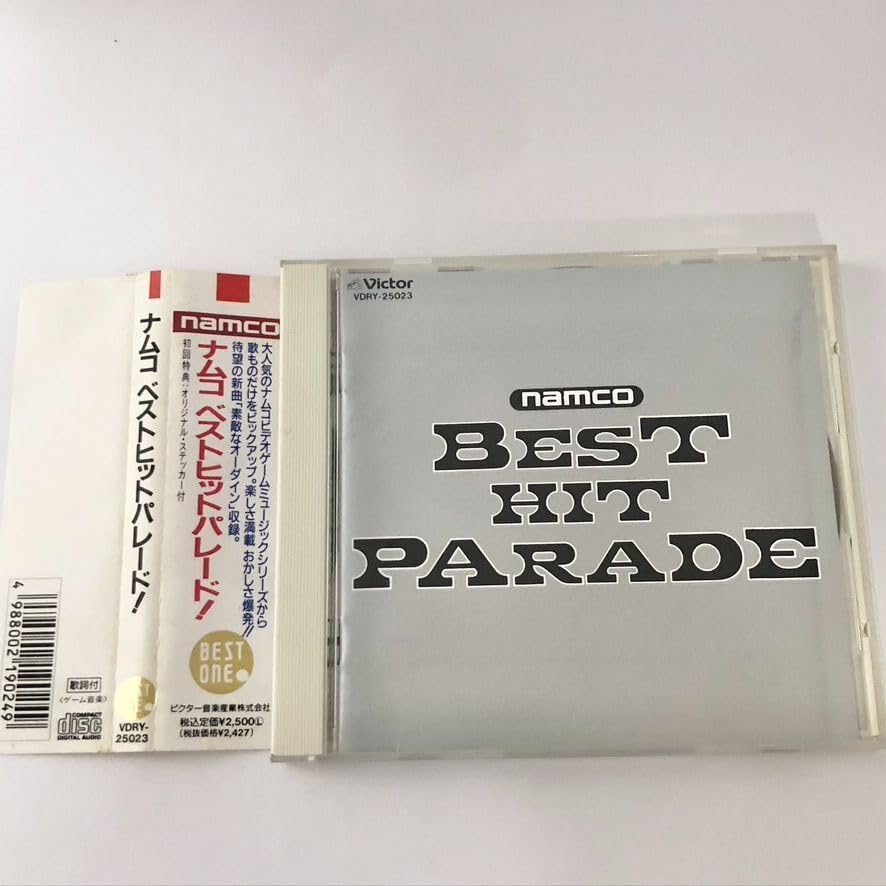 ナムコ ベストヒットパレード!
VDRY-
25023
4 988002 190249
歌詞付
〈ゲーム音楽〉
COMPACT
disc
DIGITAL AUDIO
namco
ナムコ ベストヒットパレード!
初回特典:オリジナル・ステッカー付
大人気のナムコビデオゲームミュージックシリーズから
歌ものだけをピックアップ。楽しさ満載 おかしさ爆発!!
待望の新曲「素敵なオーダイン」収録。
BEST
ONE
ビクター音楽産業株式会社
税込定価¥2,500Ⓛ
(税抜価格¥2,427)
Victor
VDRY-25023
namco
BEST
HIT
PARADE